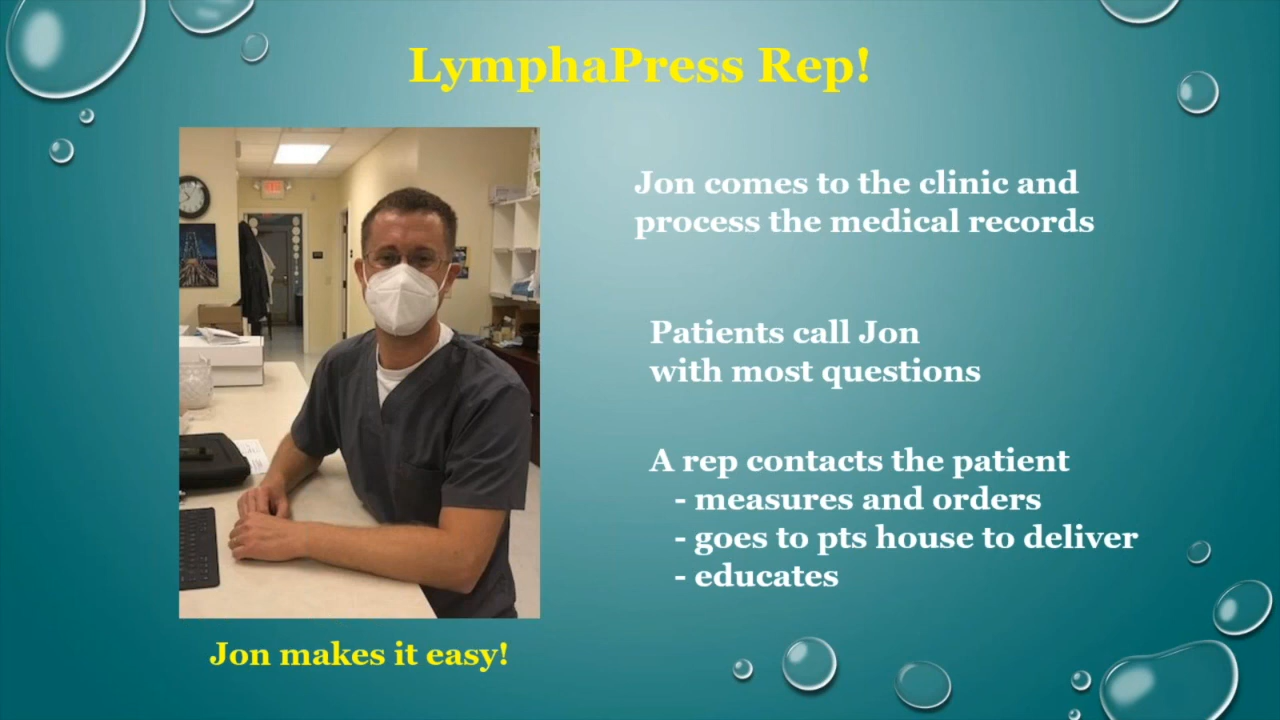 LymphaPress Rep!
Jon comes to the clinic and
process the medical records
Patients call Jon
with most questions
A rep contacts the patient
- measures and orders
- goes to pts house to deliver
- educates
Jon makes it easy!